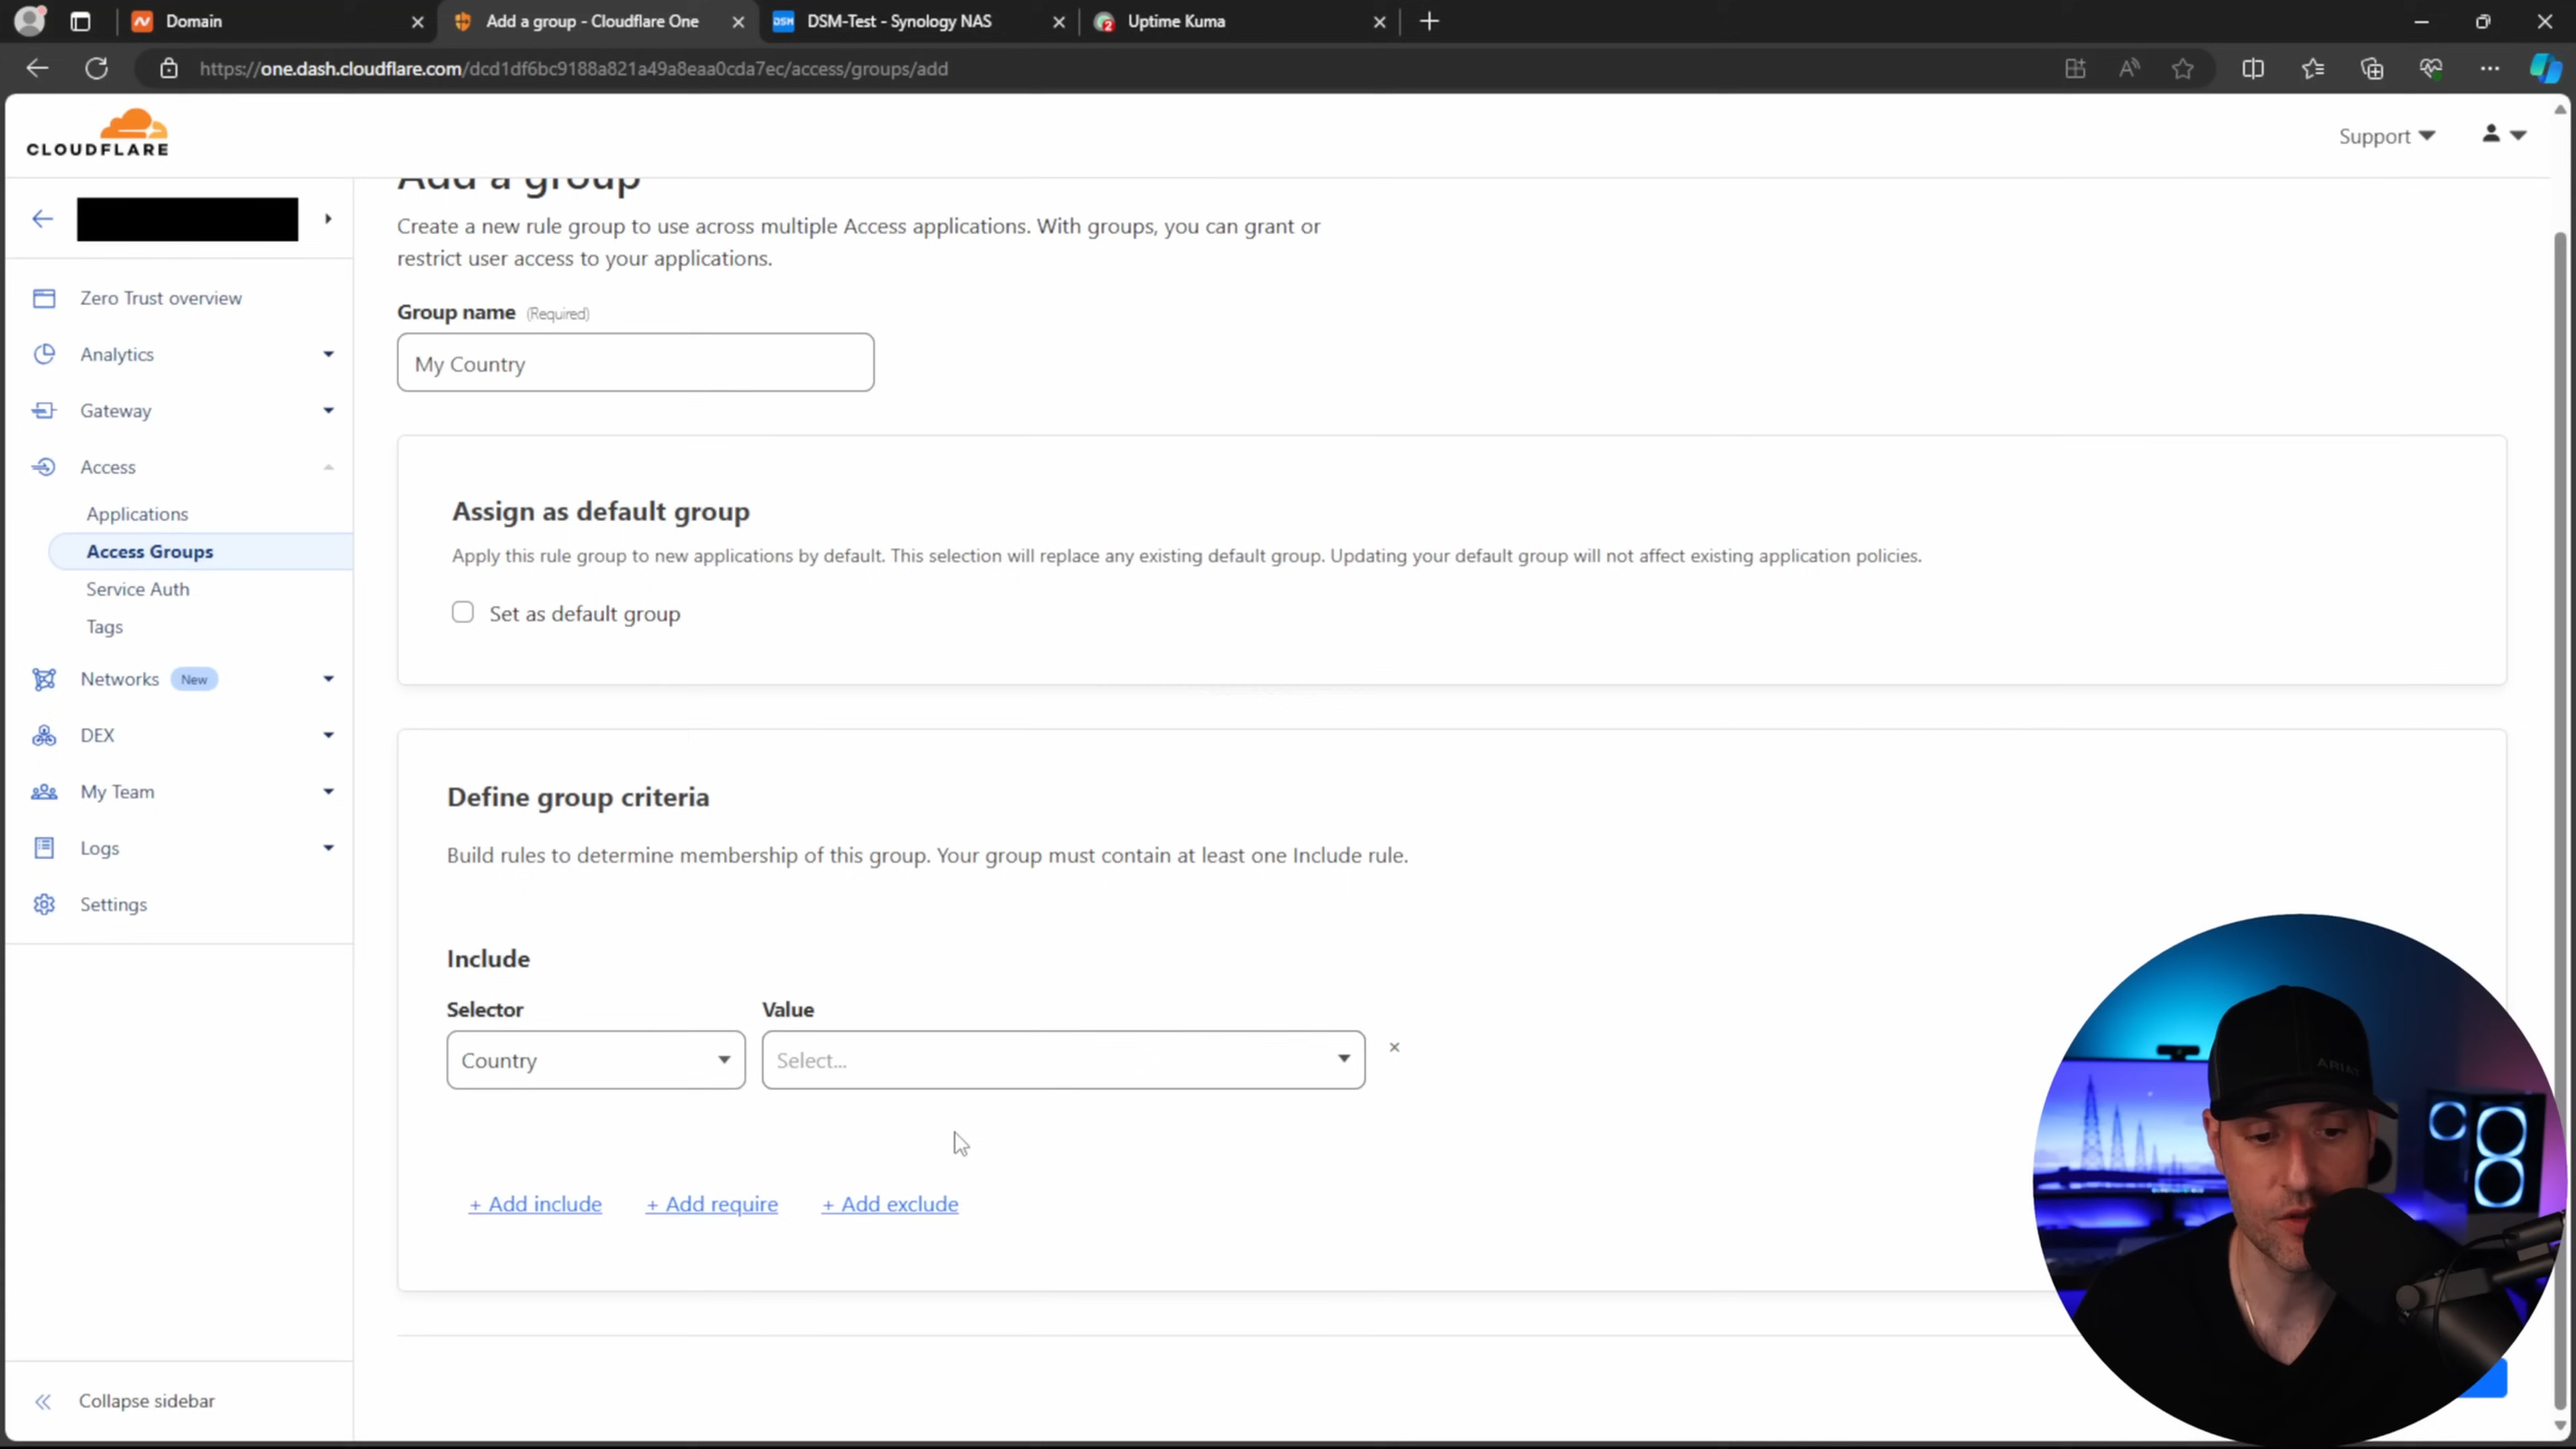 Domain
Add a group - Cloudflare One
DSM
DSM-Test - Synology NAS
2
Uptime Kuma
https://one.dash.cloudflare.com/dcd1df6bc9188a821a49a8eaa0cda7ec/access/groups/add
CLOUDFLARE
Support
Add a group
Create a new rule group to use across multiple Access applications. With groups, you can grant or
restrict user access to your applications.
Zero Trust overview
Analytics
Gateway
Access
Applications
Access Groups
Service Auth
Tags
Networks New
DEX
My Team
Logs
Settings
Collapse sidebar
Group name (Required)
My Country
Assign as default group
Apply this rule group to new applications by default. This selection will replace any existing default group. Updating your default group will not affect existing application policies.
Set as default group
Define group criteria
Build rules to determine membership of this group. Your group must contain at least one Include rule.
Include
Selector Value
Country Select...
+ Add include + Add require + Add exclude
ARIAT